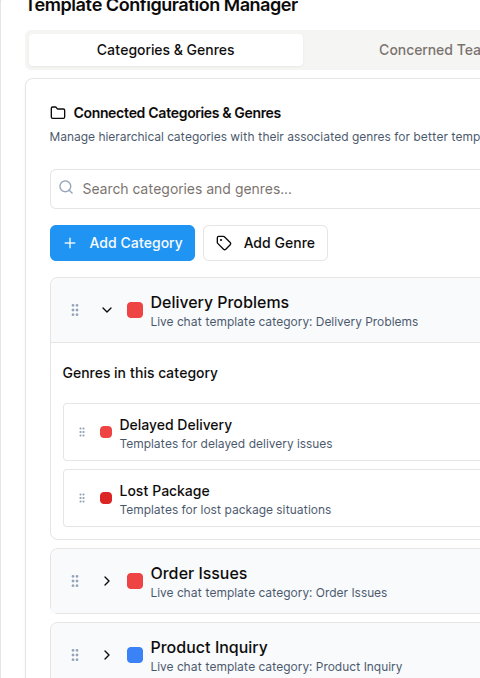 Template Configuration Manager
Categories & Genres
Concerned Tea
Connected Categories & Genres
Manage hierarchical categories with their associated genres for better temp
Search categories and genres...
Add Category
Add Genre
Delivery Problems
Live chat template category: Delivery Problems
Genres in this category
Delayed Delivery
Templates for delayed delivery issues
Lost Package
Templates for lost package situations
Order Issues
Live chat template category: Order Issues
Product Inquiry
Live chat template category: Product Inquiry